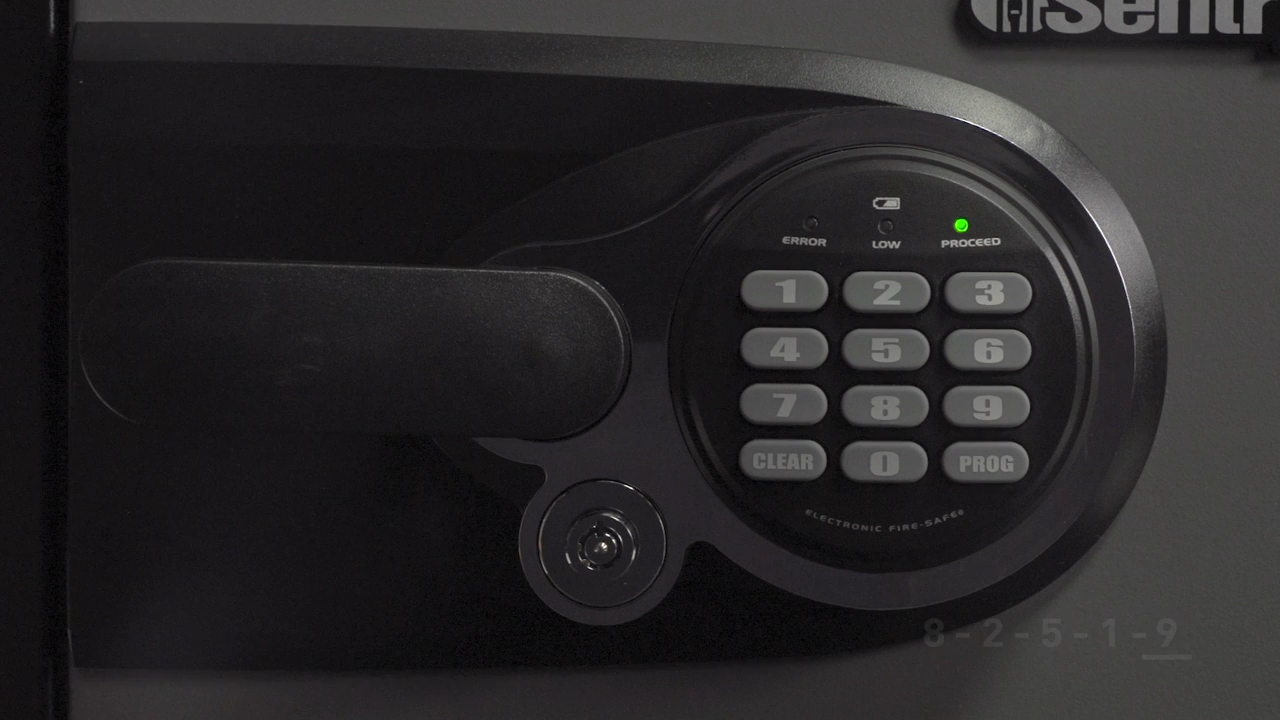 Sentr
ERROR LOW PROCEED
1 2 3
4 5 6
7 8 9
CLEAR 0 PROG
ELECTRONIC FIRE-SAFE®
8-2-5-1-9